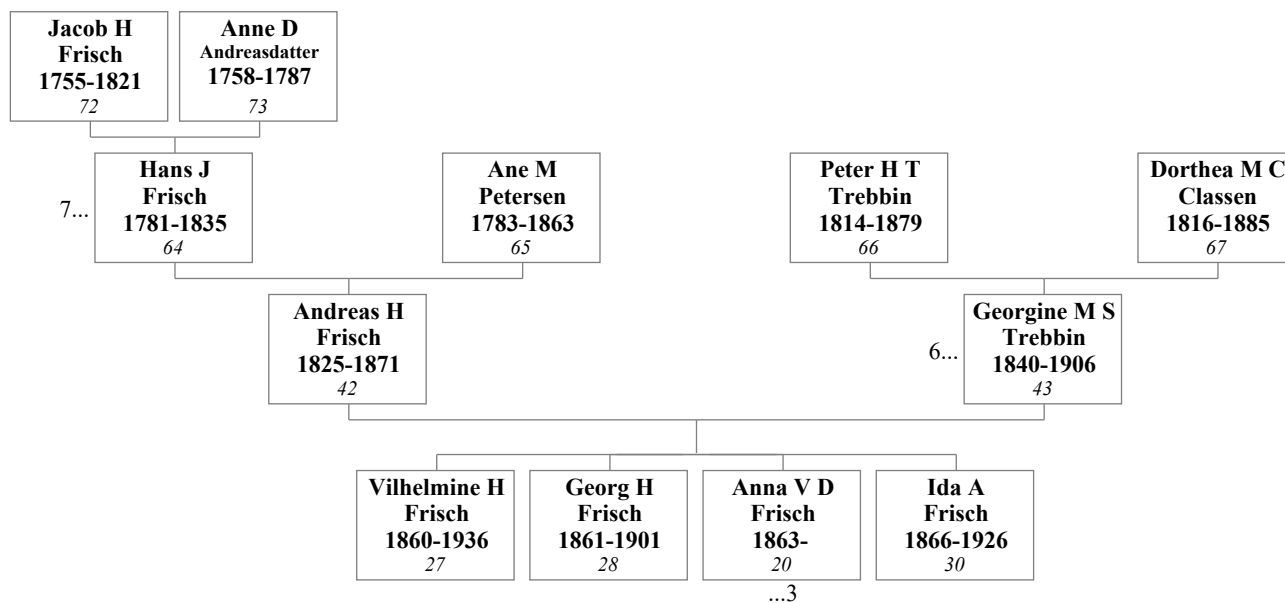 Jacob H
Frisch
1755-1821
72
Anne D
Andreasdatter
1758-1787
73
7...
Hans J
Frisch
1781-1835
64
Ane M
Petersen
1783-1863
65
Peter H T
Trebbin
1814-1879
66
Dorthea M C
Classen
1816-1885
67
Andreas H
Frisch
1825-1871
42
6...
Georgine M S
Trebbin
1840-1906
43
Vilhelmine H
Frisch
1860-1936
27
Georg H
Frisch
1861-1901
28
Anna V D
Frisch
1863-
20
...3
Ida A
Frisch
1866-1926
30